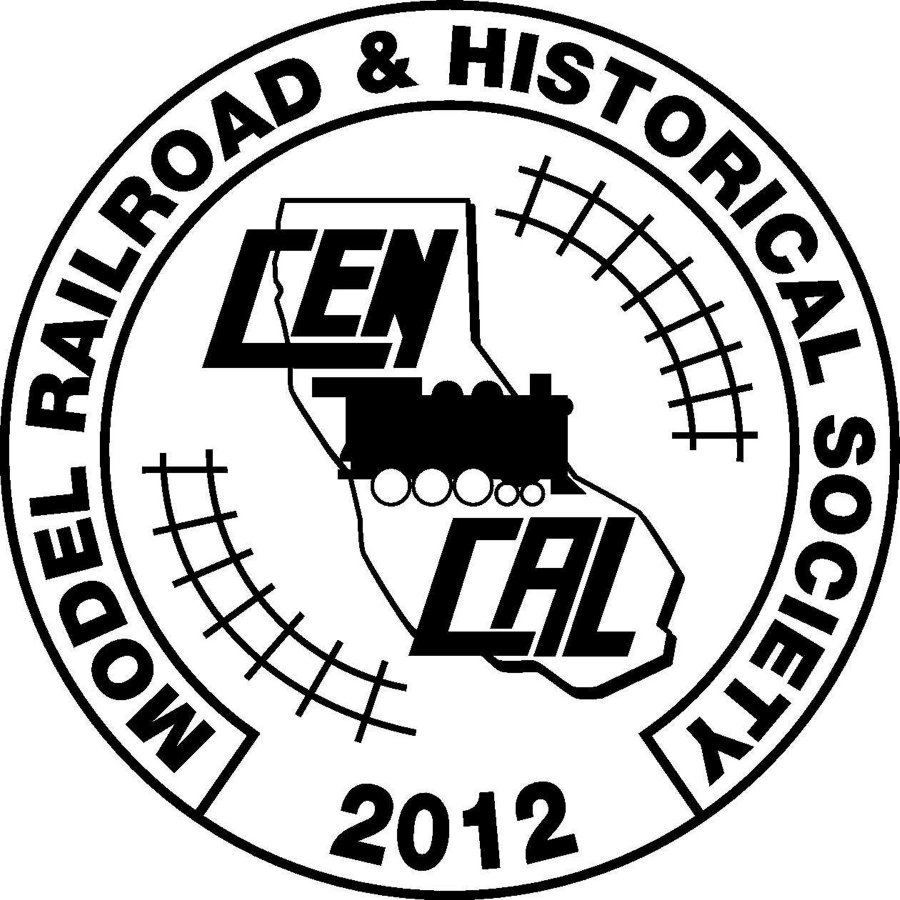 MODEL RAILROAD & HISTORICAL SOCIETY
CEN
CAL
2012